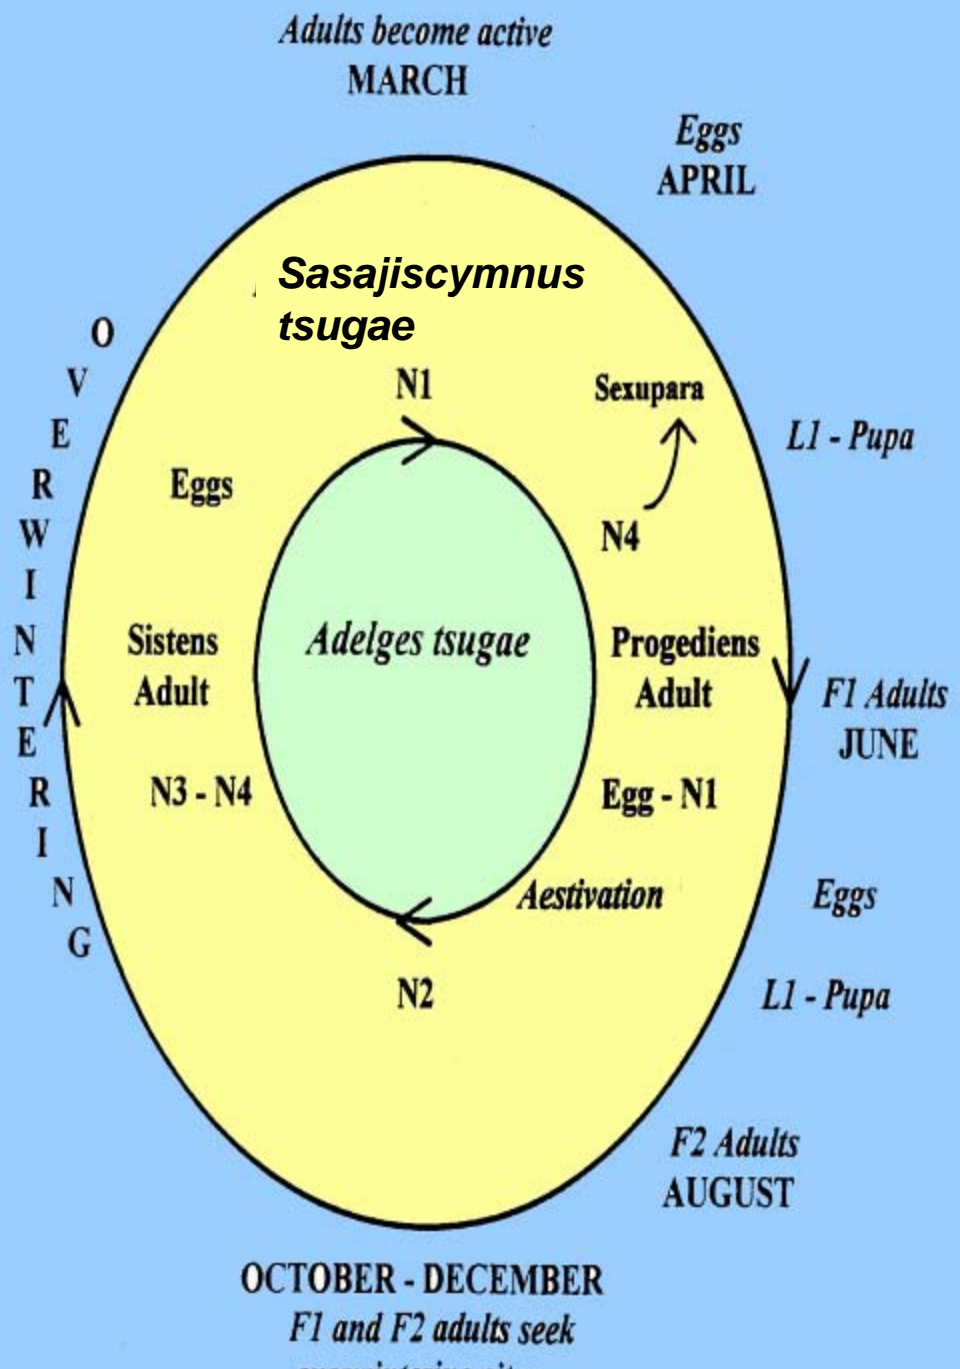 Adults become active
MARCH
Eggs
APRIL
Sasajiscymnus
tsugae
OVERWINTERING
N1
Sexupara
L1 - Pupa
Eggs
N4
Sistens
Adult
Adelges tsugae
Progediens
Adult
F1 Adults
JUNE
N3 - N4
Egg - N1
Aestivation
Eggs
N2
L1 - Pupa
F2 Adults
AUGUST
OCTOBER - DECEMBER
F1 and F2 adults seek